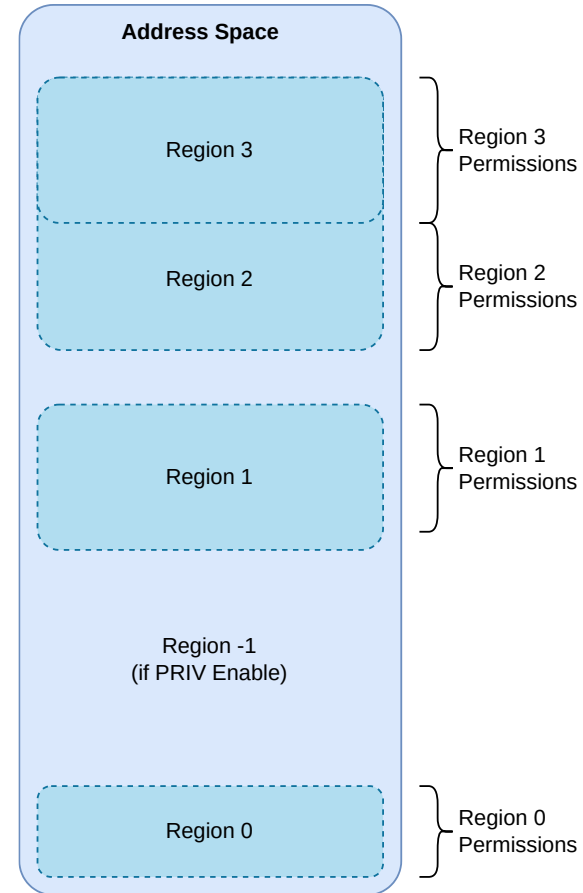 Address Space
Region 3
Region 3
Permissions
Region 2
Region 2
Permissions
Region 1
Region 1
Permissions
Region -1
(if PRIV Enable)
Region 0
Region 0
Permissions